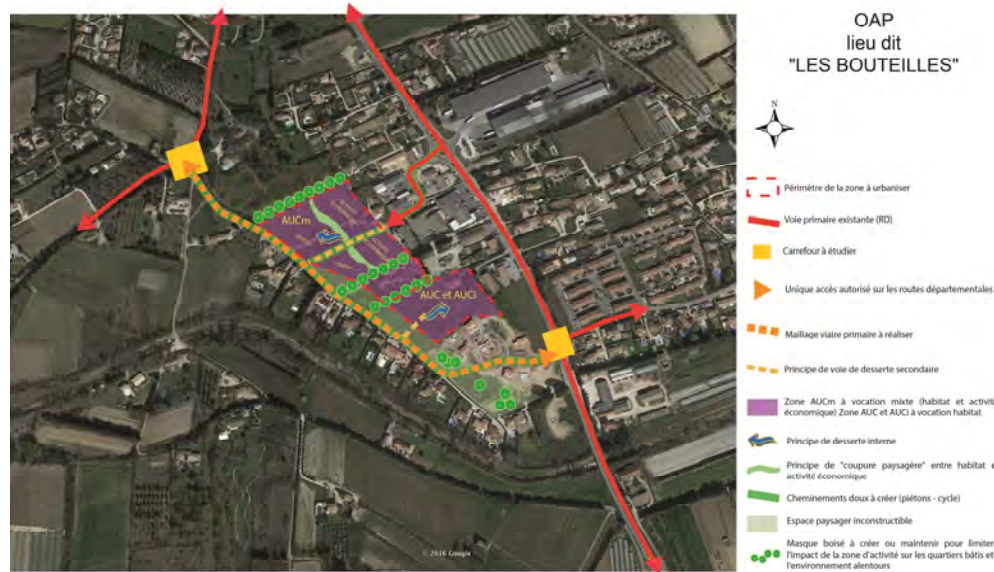 OAP
lieu dit
"LES BOUTEILLES"
N
AUCm
AUC et AUCi
© 2016 Google
Périmètre de la zone à urbaniser
Voie primaire existante (RD)
Carrefour à étudier
Unique accès autorisé sur les routes départementales
Maillage viaire primaire à réaliser
Principe de voie de desserte secondaire
Zone AUCm à vocation mixte (habitat et activit
économique) Zone AUC et AUCi à vocation habitat
Principe de desserte interne
Principe de "coupure paysagère" entre habitat e
activité économique
Cheminements doux à créer (piétons - cycle)
Espace paysager inconstructible
Masque boisé à créer ou maintenir pour limiter
l'impact de la zone d'activité sur les quartiers bâtis et
l'environnement alentours